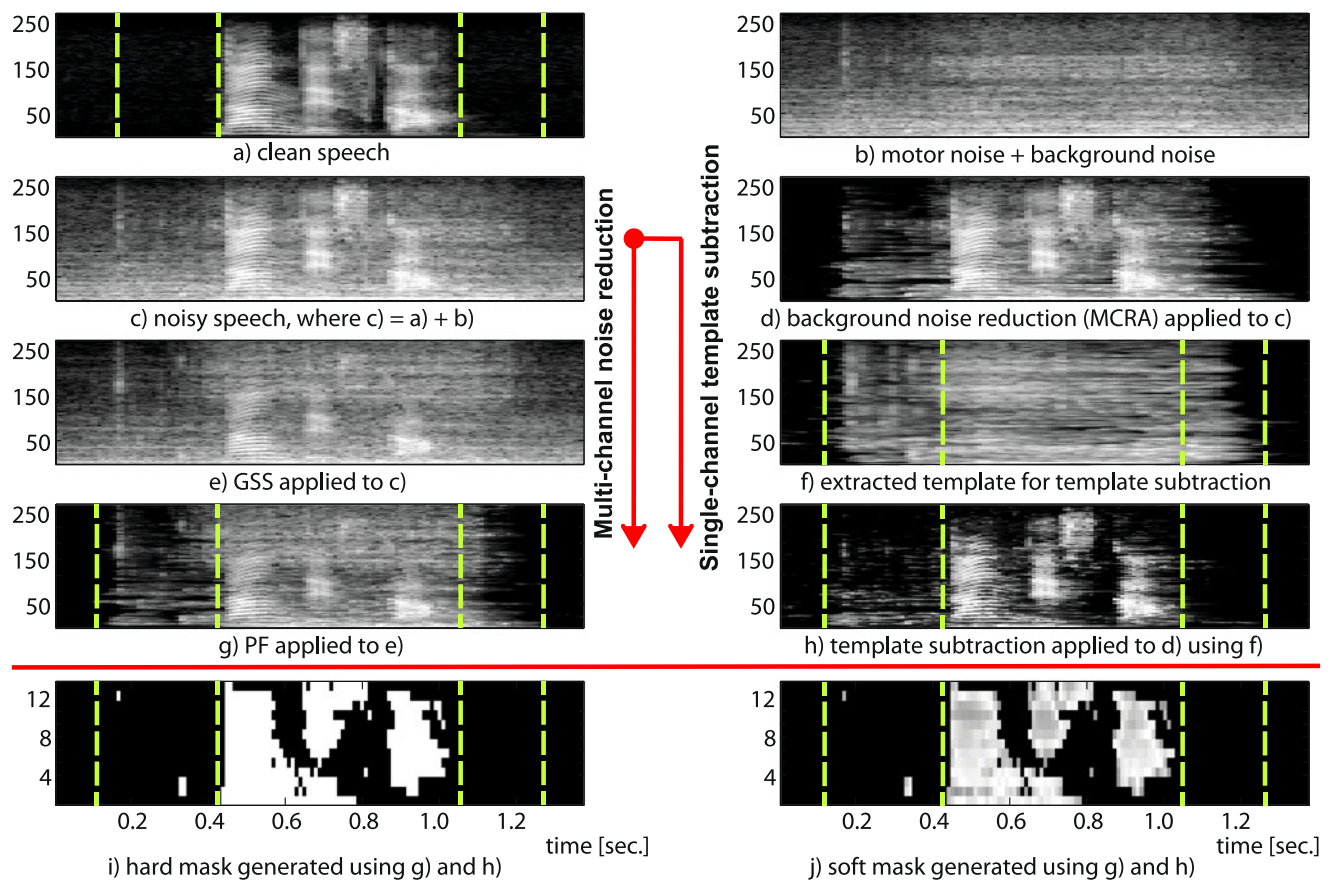 250
150
50
a) clean speech
250
150
50
b) motor noise + background noise
250
150
50
c) noisy speech, where c) = a) + b)
Multi-channel noise reduction
Single-channel template subtraction
250
150
50
d) background noise reduction (MCRA) applied to c)
250
150
50
e) GSS applied to c)
250
150
50
f) extracted template for template subtraction
250
150
50
g) PF applied to e)
250
150
50
h) template subtraction applied to d) using f)
12
8
4
0.2 0.4 0.6 0.8 1.0 1.2
time [sec.]
i) hard mask generated using g) and h)
12
8
4
0.2 0.4 0.6 0.8 1.0 1.2
time [sec.]
j) soft mask generated using g) and h)